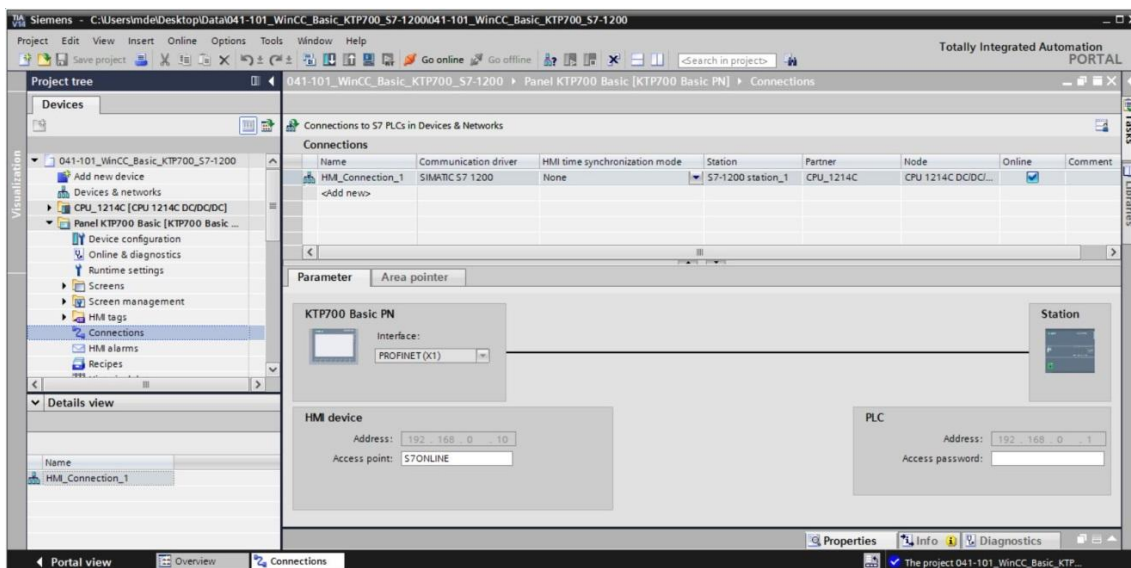 Siemens - C:\Users\mde\Desktop\Data\041-101_WinCC_Basic_KTP700_S7-1200\041-101_WinCC_Basic_KTP700_S7-1200
Project Edit View Insert Online Options Tools Window Help
Totally Integrated Automation
PORTAL
Save project Go online Go offline <Search in project>
Project tree
041-101_WinCC_Basic_KTP700_S7-1200 ▸ Panel KTP700 Basic [KTP700 Basic PN] ▸ Connections
Devices
Visualization
041-101_WinCC_Basic_KTP700_S7-1200
Add new device
Devices & networks
CPU_1214C [CPU 1214C DC/DC/DC]
Panel KTP700 Basic [KTP700 Basic ...
Device configuration
Online & diagnostics
Runtime settings
Screens
Screen management
HMI tags
Connections
HMI alarms
Recipes
Details view
Name
HMI_Connection_1
Connections to S7 PLCs in Devices & Networks
Connections
Name Communication driver HMI time synchronization mode Station Partner Node Online Comment
HMI_Connection_1 SIMATIC S7 1200 None S7-1200 station_1 CPU_1214C CPU 1214C DC/DC/...
<Add new>
Parameter Area pointer
KTP700 Basic PN
Interface:
PROFINET (X1)
Station
HMI device
Address: 192 . 168 . 0 . 10
Access point: S7ONLINE
PLC
Address: 192 . 168 . 0 . 1
Access password:
Properties Info Diagnostics
Tasks
Libraries
Portal view Overview Connections The project 041-101_WinCC_Basic_KTP...